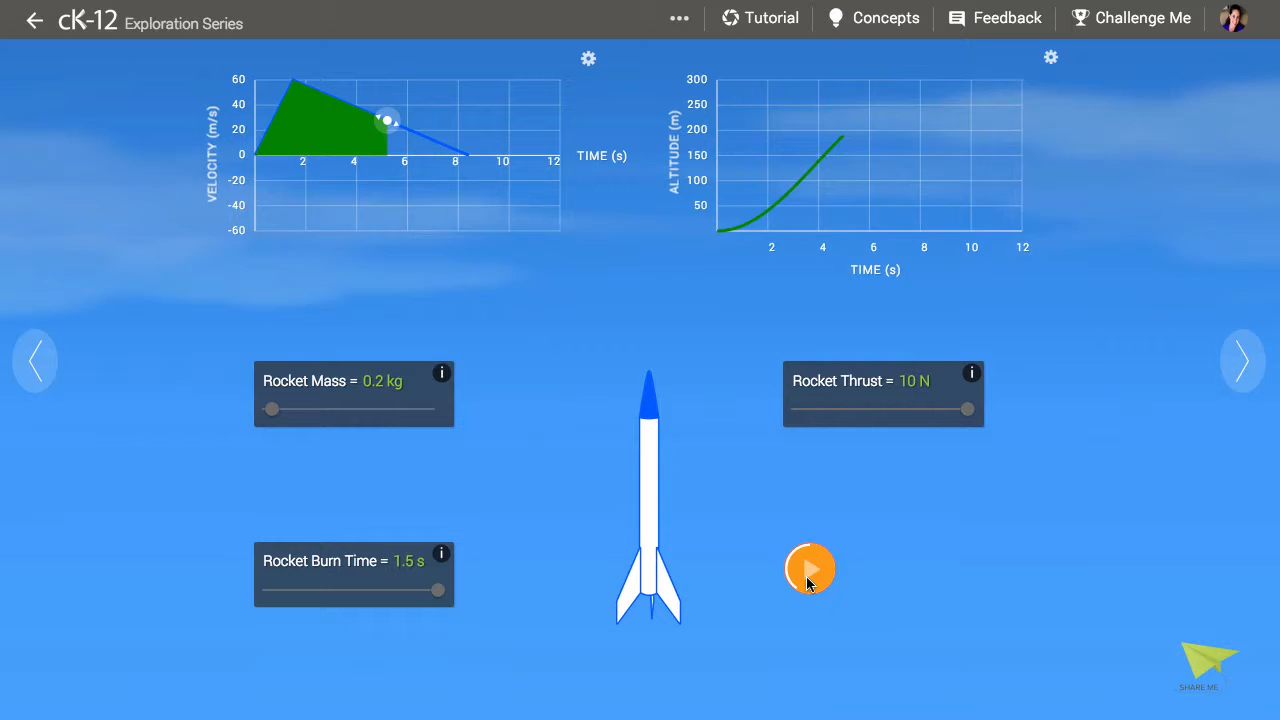 cK-12 Exploration Series
Tutorial
Concepts
Feedback
Challenge Me
VELOCITY (m/s)
60
40
20
0
-20
-40
-60
2 4 6 8 10 12
TIME (s)
ALTITUDE (m)
300
250
200
150
100
50
2 4 6 8 10 12
TIME (s)
Rocket Mass = 0.2 kg
i
Rocket Thrust = 10 N
i
Rocket Burn Time = 1.5 s
i
SHARE ME